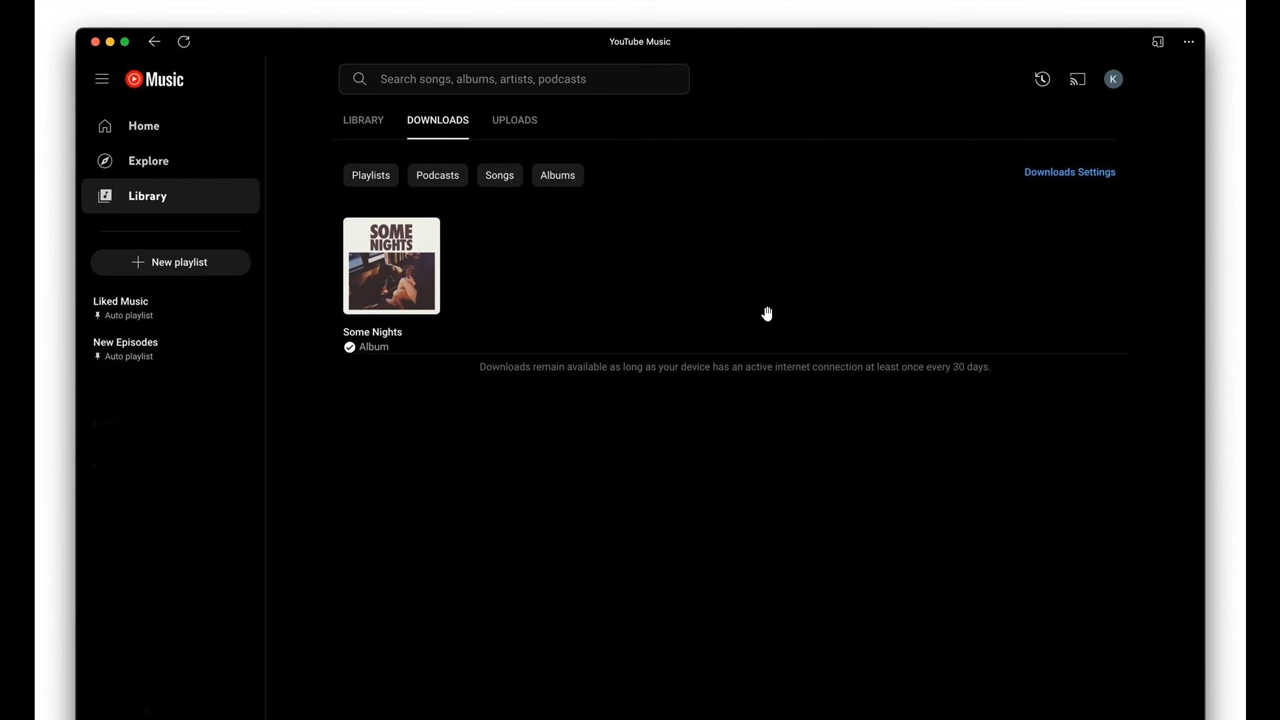 YouTube Music
Music
Search songs, albums, artists, podcasts
K
Home
Explore
Library
New playlist
Liked Music
Auto playlist
New Episodes
Auto playlist
LIBRARY
DOWNLOADS
UPLOADS
Playlists
Podcasts
Songs
Albums
Downloads Settings
SOME
NIGHTS
Some Nights
Album
Downloads remain available as long as your device has an active internet connection at least once every 30 days.